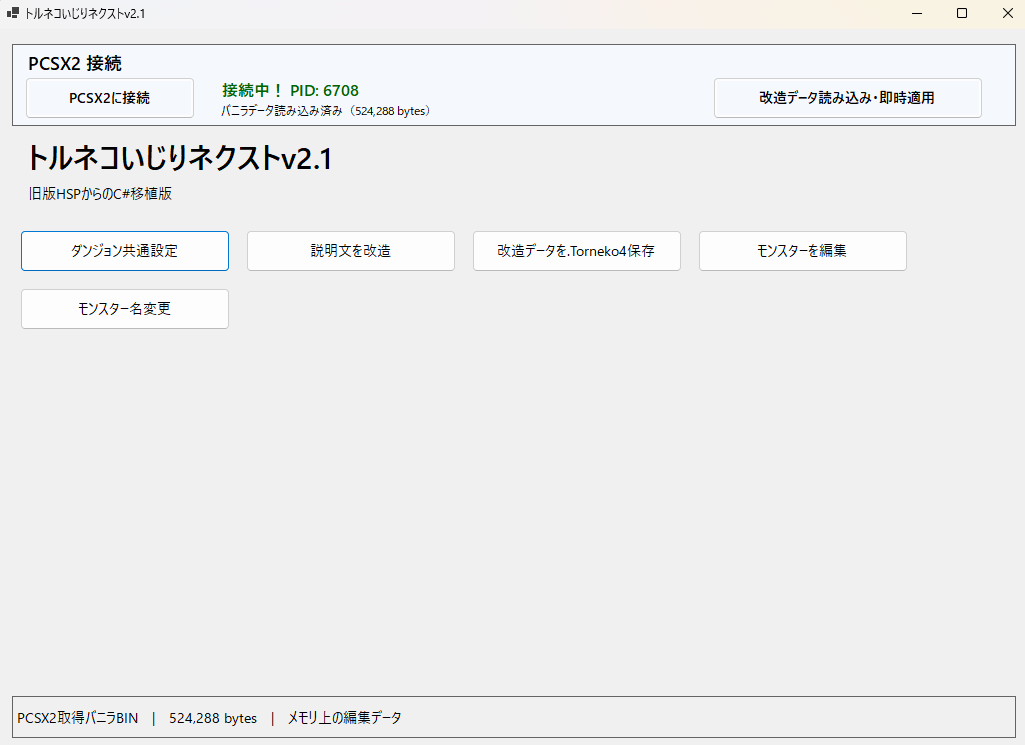 トルネコいじりネクストv2.1
PCSX2 接続
PCSX2に接続
接続中！ PID: 6708
バニラデータ読み込み済み（524,288 bytes）
改造データ読み込み・即時適用
トルネコいじりネクストv2.1
旧版HSPからのC#移植版
ダンジョン共通設定
説明文を改造
改造データを.Torneko4保存
モンスターを編集
モンスター名変更
PCSX2取得バニラBIN | 524,288 bytes | メモリ上の編集データ